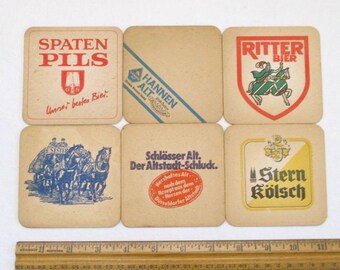 SPATEN
PILS
Unser bestes Bier.
HANNEN
ALT
RITTER
BIER
Schlösser Alt.
Der Altstadt-Schluck.
Stern
Kölsch